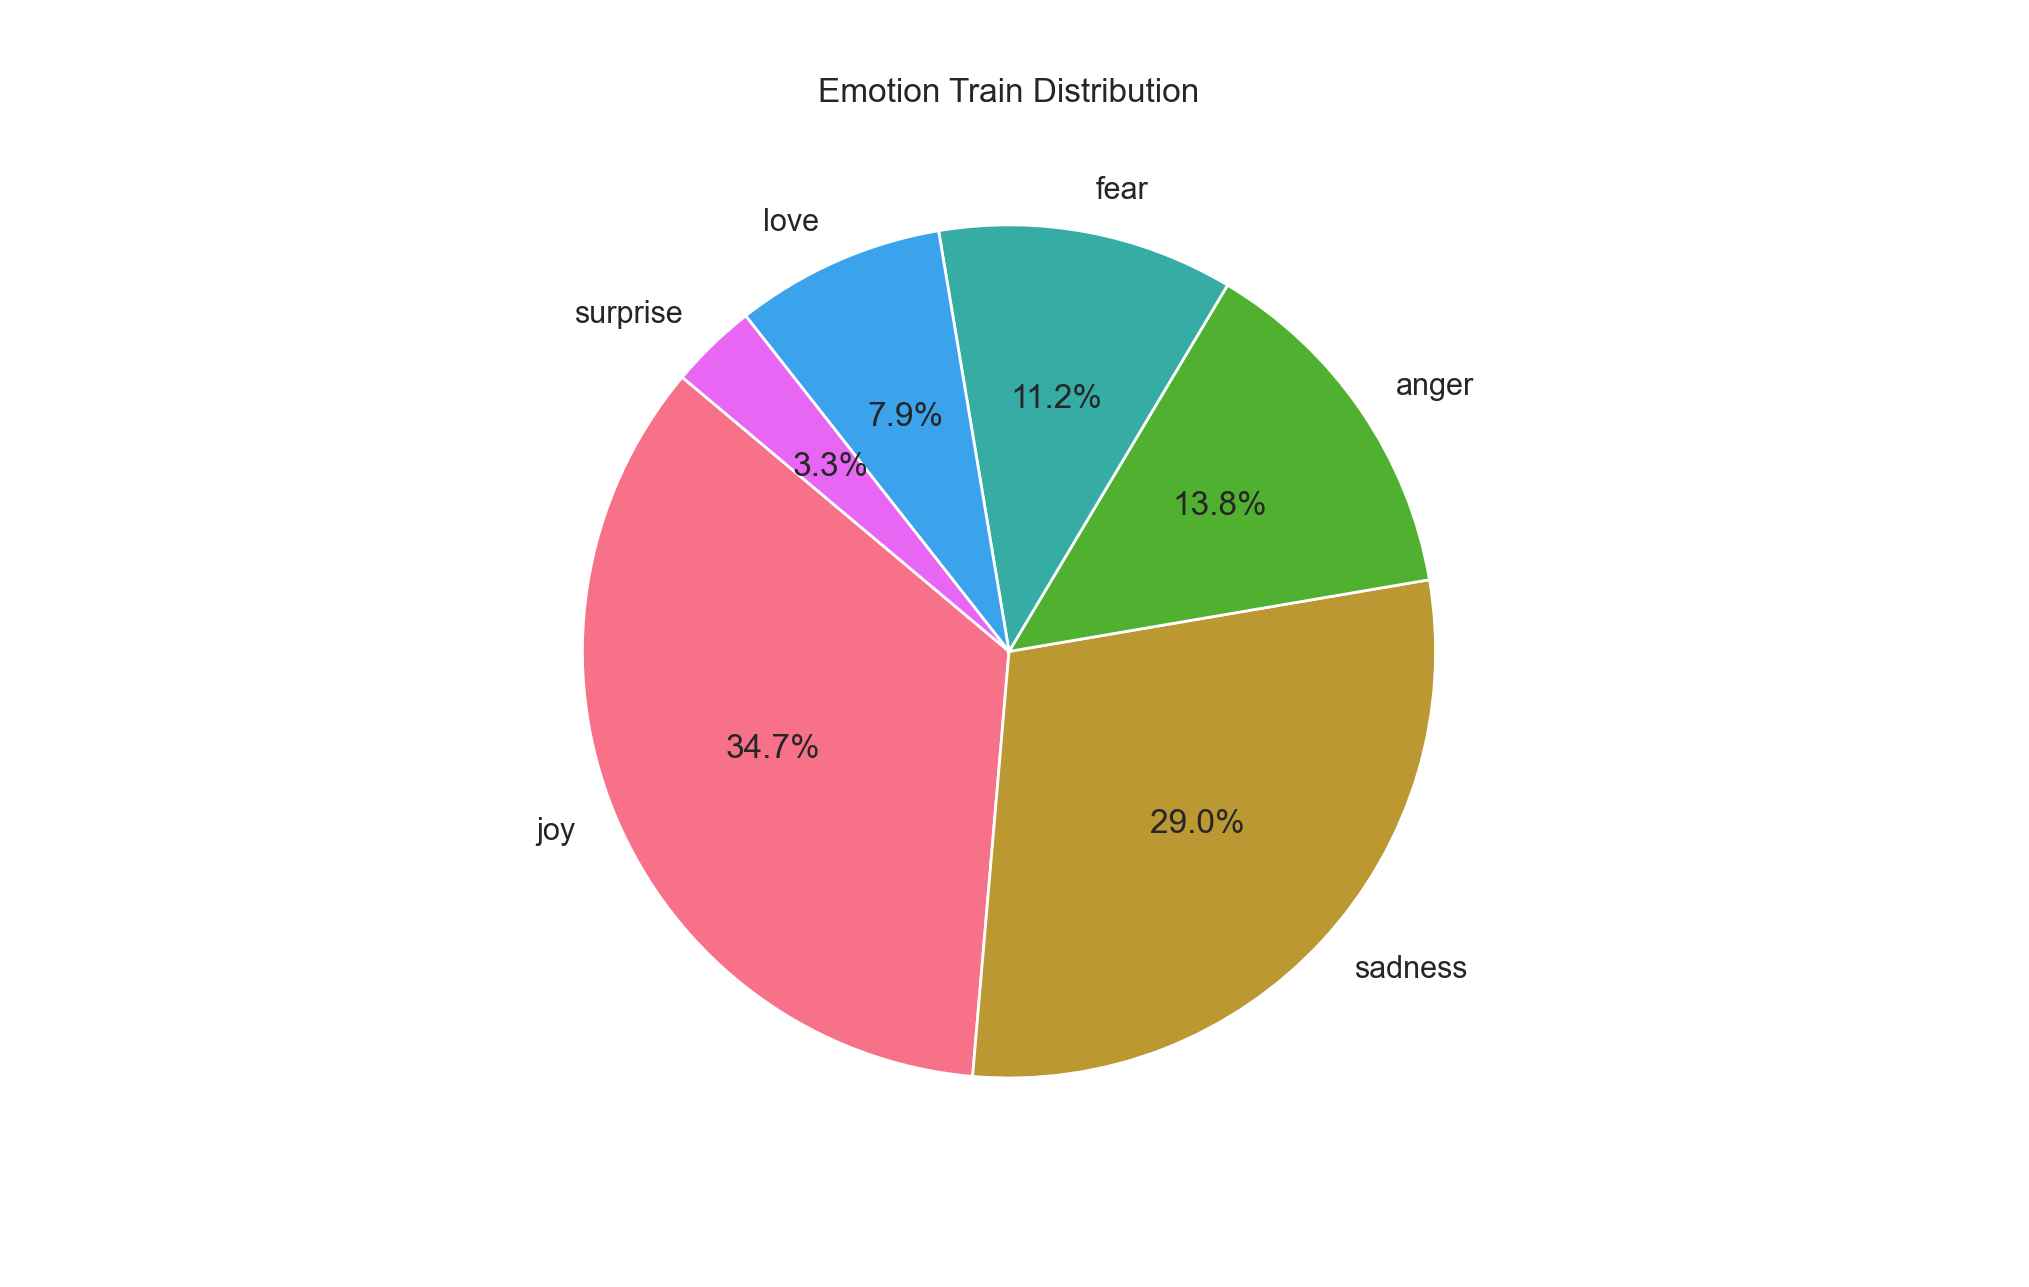 Emotion Train Distribution
fear
love
surprise
anger
11.2%
7.9%
3.3%
13.8%
34.7%
29.0%
joy
sadness